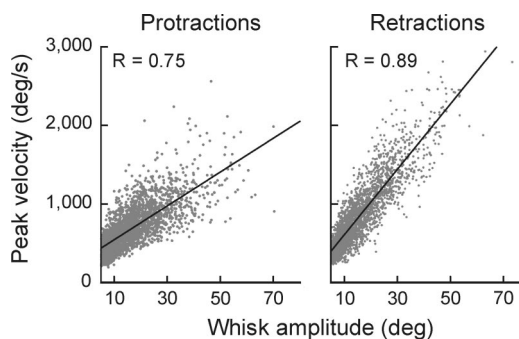 Protractions
Retractions
R = 0.75
R = 0.89
Peak velocity (deg/s)
3,000
2,000
1,000
0
10 30 50 70
10 30 50 70
Whisk amplitude (deg)